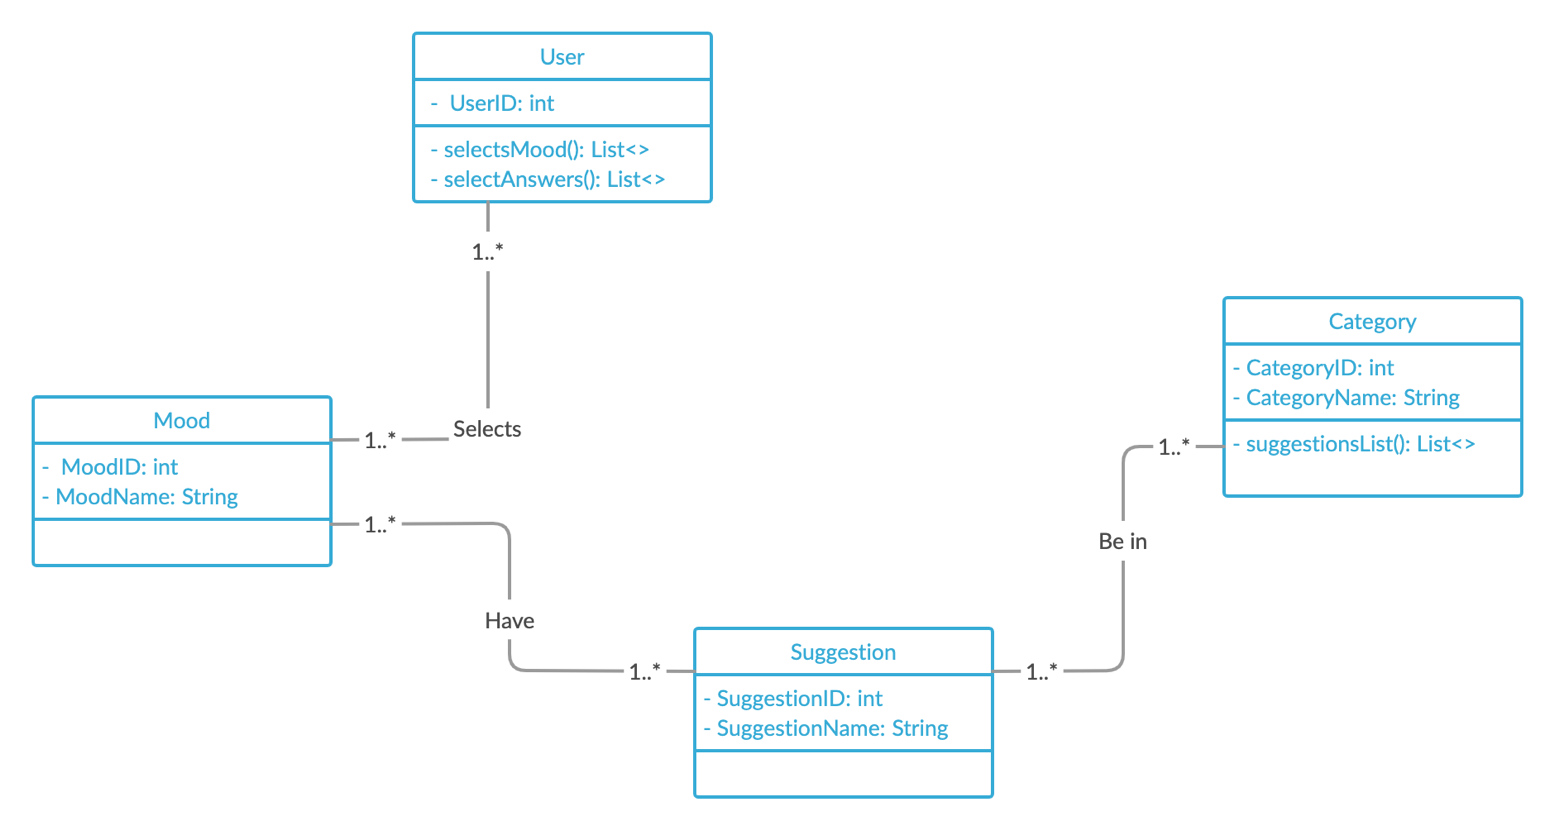 User
- UserID: int
- selectsMood(): List<>
- selectAnswers(): List<>
1..*
Selects
1..*
Mood
- MoodID: int
- MoodName: String
1..*
Have
1..*
Suggestion
- SuggestionID: int
- SuggestionName: String
1..*
Be in
1..*
Category
- CategoryID: int
- CategoryName: String
- suggestionsList(): List<>